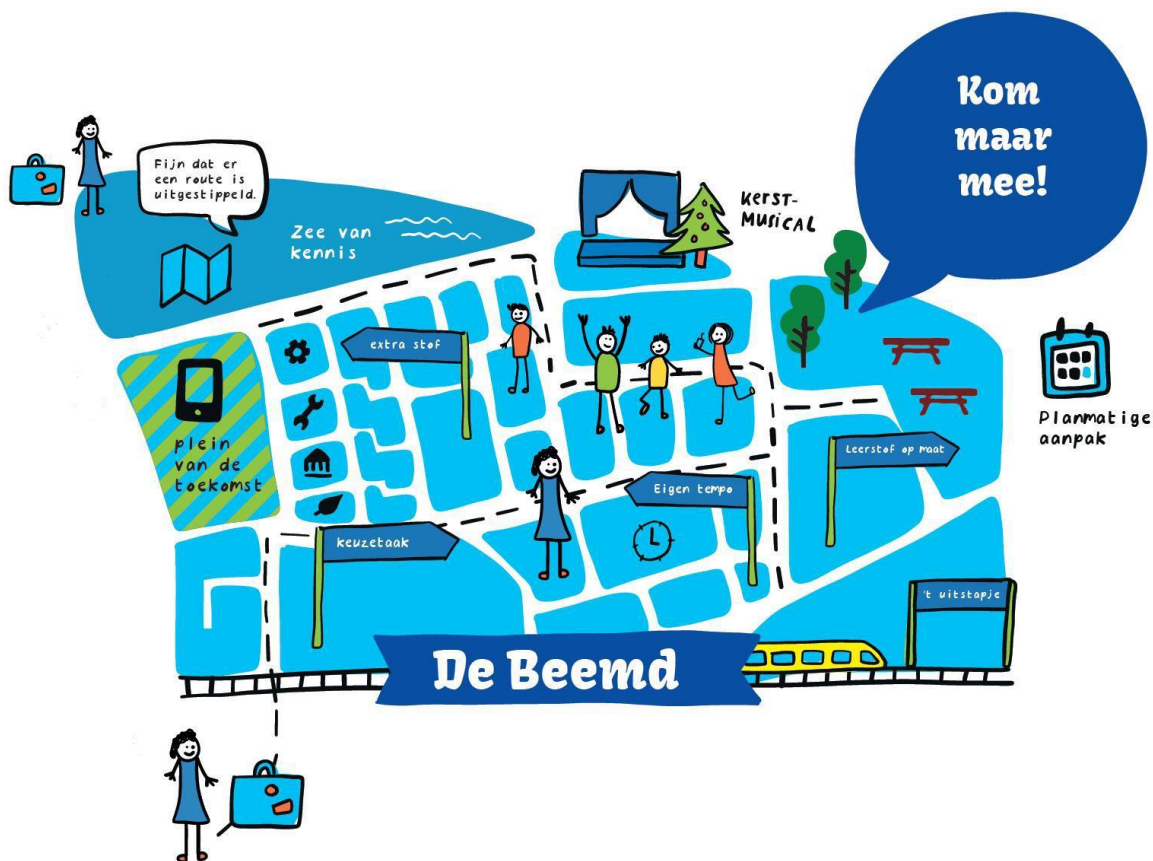 Kom
maar
mee!
Fijn dat er
een route is
uitgestippeld.
Zee van
kennis
KERST-
MUSICAL
extra stof
Planmatige
aanpak
plein
van de
toekomst
Leerstof op maat
Eigen tempo
keuzetaak
't uitstapje
De Beemd